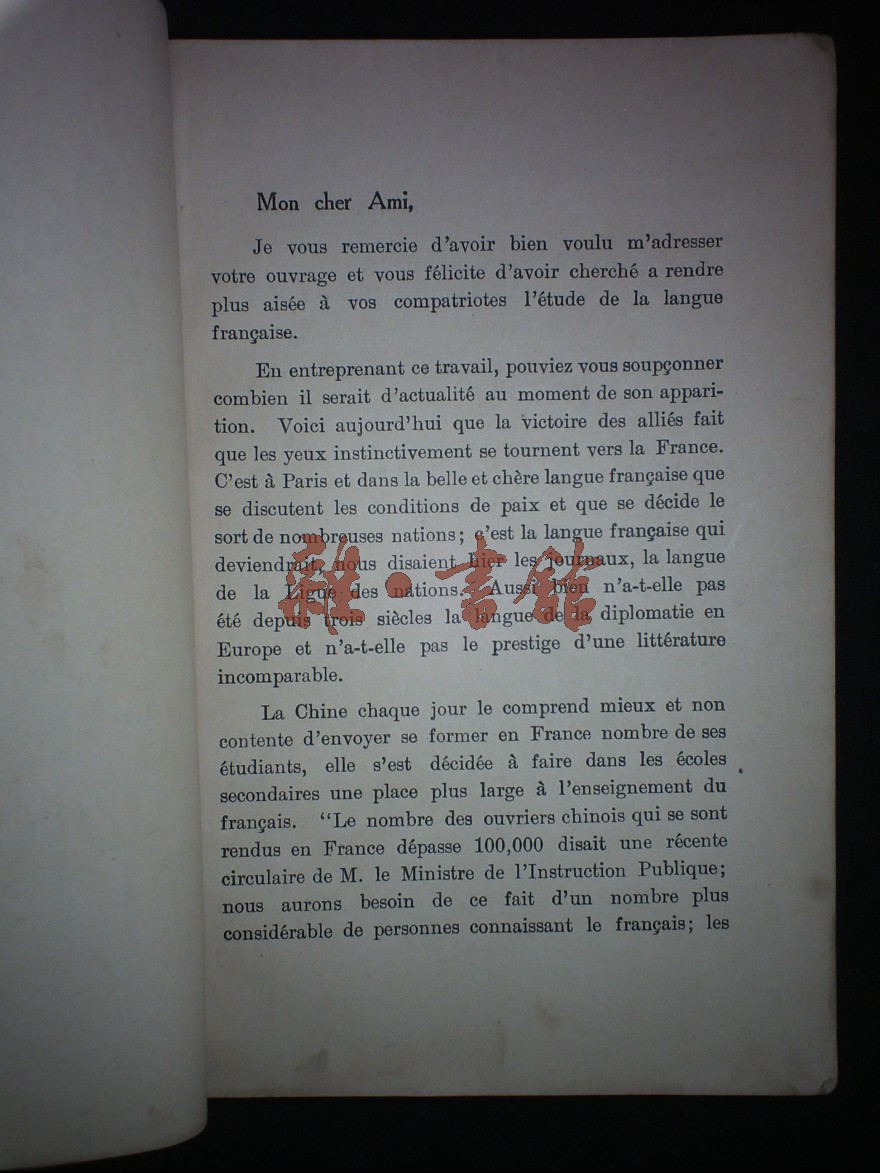 Mon cher Ami,
Je vous remercie d'avoir bien voulu m'adresser
votre ouvrage et vous félicite d'avoir cherché a rendre
plus aisée à vos compatriotes l'étude de la langue
française.
En entreprenant ce travail, pouviez vous soupçonner
combien il serait d'actualité au moment de son appari-
tion. Voici aujourd'hui que la victoire des alliés fait
que les yeux instinctivement se tournent vers la France.
C'est à Paris et dans la belle et chère langue française que
se discutent les conditions de paix et que se décide le
sort de nombreuses nations; c'est la langue française qui
deviendrait, nous disaient hier les journaux, la langue
de la Ligue des nations. Aussi bien n'a-t-elle pas
été depuis trois siècles la langue de la diplomatie en
Europe et n'a-t-elle pas le prestige d'une littérature
incomparable.
La Chine chaque jour le comprend mieux et non
contente d'envoyer se former en France nombre de ses
étudiants, elle s'est décidée à faire dans les écoles
secondaires une place plus large à l'enseignement du
français. "Le nombre des ouvriers chinois qui se sont
rendus en France dépasse 100,000 disait une récente
circulaire de M. le Ministre de l'Instruction Publique;
nous aurons besoin de ce fait d'un nombre plus
considérable de personnes connaissant le français; les
雜·書館